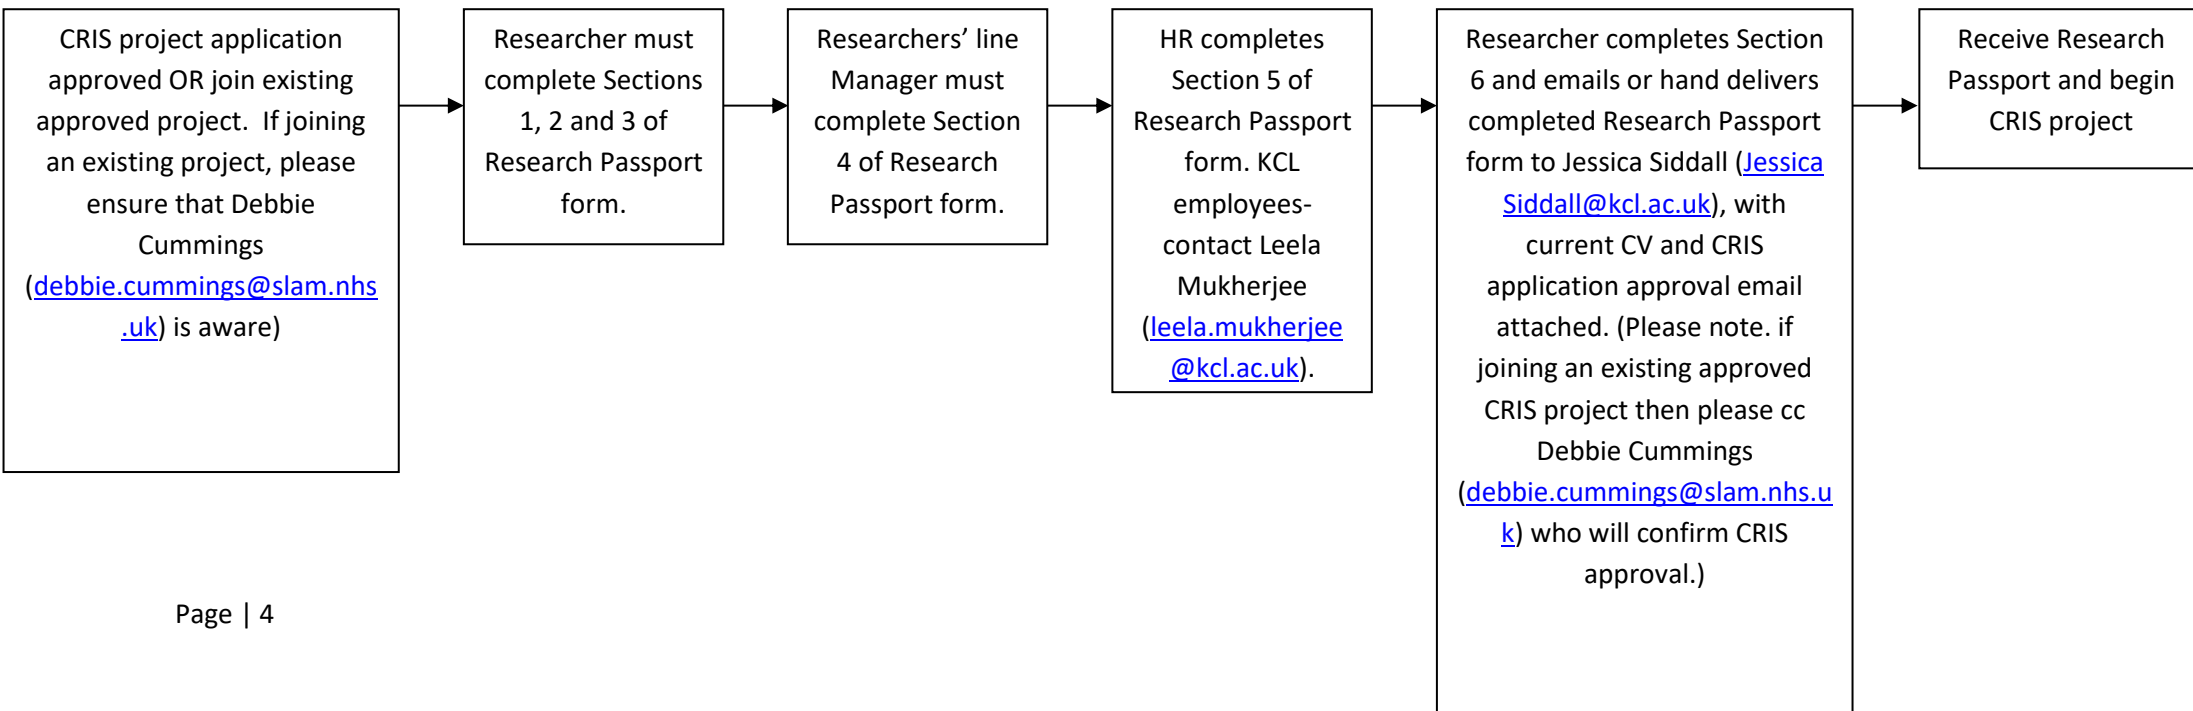 CRIS project application
approved OR join existing
approved project.  If joining
an existing project, please
ensure that Debbie
Cummings
(debbie.cummings@slam.nhs
.uk) is aware)
Researcher must
complete Sections
1, 2 and 3 of
Research Passport
form.
Researchers’ line
Manager must
complete Section
4 of Research
Passport form.
HR completes
Section 5 of
Research Passport
form. KCL
employees-
contact Leela
Mukherjee
(leela.mukherjee
@kcl.ac.uk).
Researcher completes Section
6 and emails or hand delivers
completed Research Passport
form to Jessica Siddall (Jessica
Siddall@kcl.ac.uk), with
current CV and CRIS
application approval email
attached. (Please note. if
joining an existing approved
CRIS project then please cc
Debbie Cummings
(debbie.cummings@slam.nhs.u
k) who will confirm CRIS
approval.)
Receive Research
Passport and begin
CRIS project
Page | 4